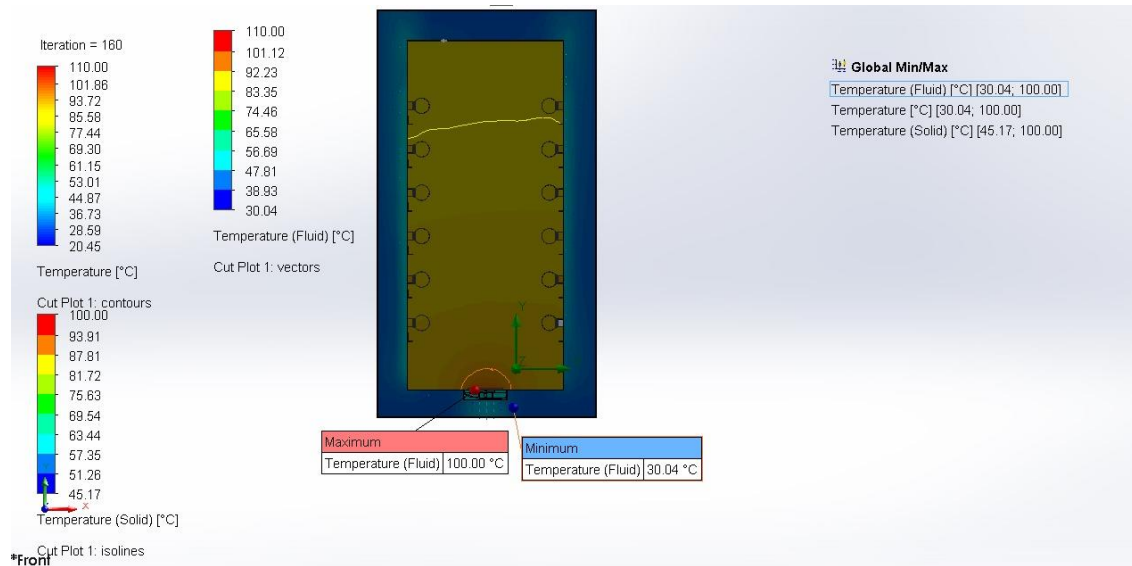 Iteration = 160
110.00
101.86
93.72
85.58
77.44
69.30
61.15
53.01
44.87
36.73
28.59
20.45
Temperature [°C]
Cut Plot 1: contours
110.00
101.12
92.23
83.35
74.46
65.58
56.69
47.81
38.93
30.04
Temperature (Fluid) [°C]
Cut Plot 1: vectors
100.00
93.91
87.81
81.72
75.63
69.54
63.44
57.35
51.26
45.17
X
Temperature (Solid) [°C]
Cut Plot 1: isolines
*Front
Y
Maximum
Temperature (Fluid) 100.00 °C
Minimum
Temperature (Fluid) 30.04 °C
Global Min/Max
Temperature (Fluid) [°C] [30.04; 100.00]
Temperature [°C] [30.04; 100.00]
Temperature (Solid) [°C] [45.17; 100.00]